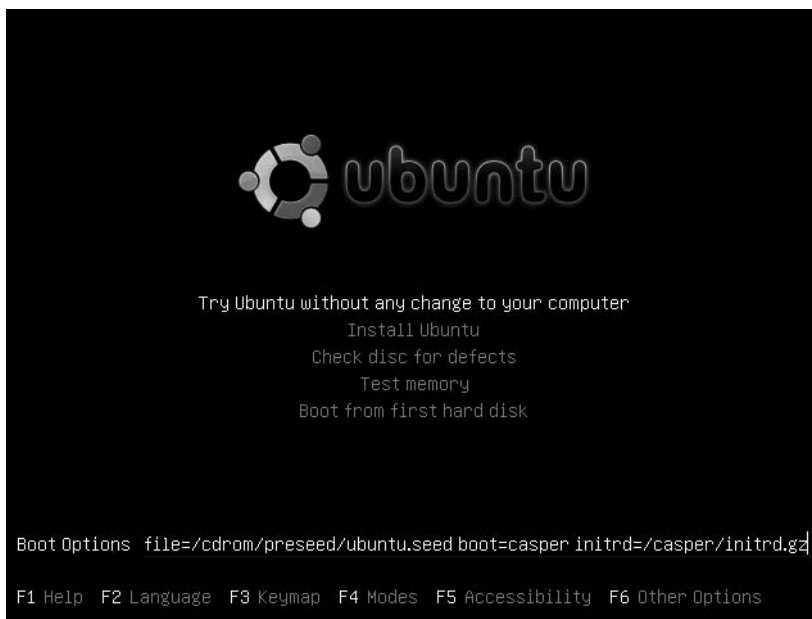 ubuntu
Try Ubuntu without any change to your computer
Install Ubuntu
Check disc for defects
Test memory
Boot from first hard disk
Boot Options file=/cdrom/preseed/ubuntu.seed boot=casper initrd=/casper/initrd.gz
F1 Help F2 Language F3 Keymap F4 Modes F5 Accessibility F6 Other Options